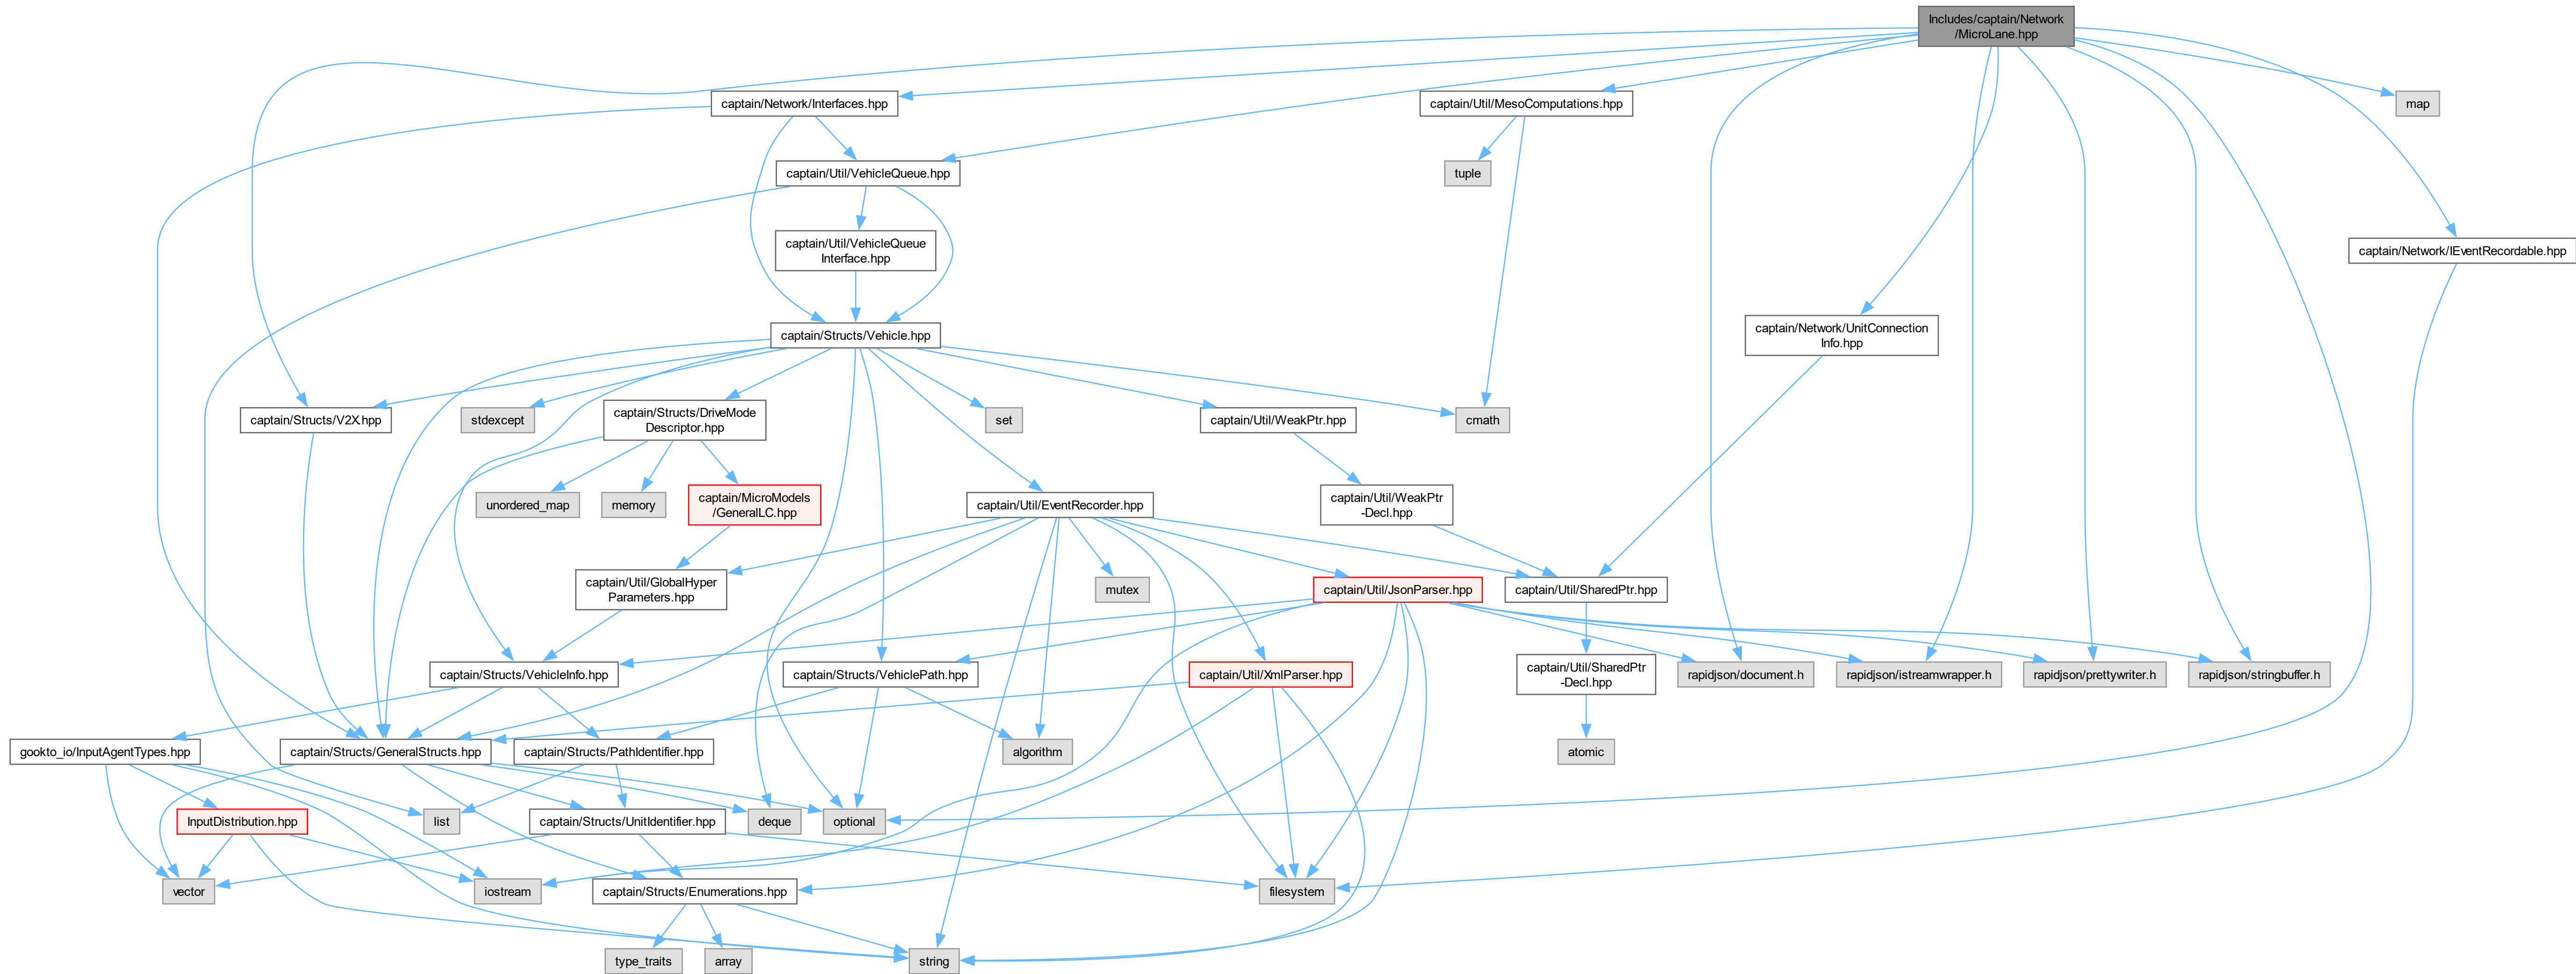 Includes/captain/Network
/MicroLane.hpp
captain/Network/Interfaces.hpp
captain/Util/MesoComputations.hpp
map
captain/Util/VehicleQueue.hpp
tuple
captain/Util/VehicleQueue
Interface.hpp
captain/Network/IEventRecordable.hpp
captain/Structs/Vehicle.hpp
captain/Network/UnitConnection
Info.hpp
captain/Structs/V2X.hpp
stdexcept
captain/Structs/DriveMode
Descriptor.hpp
set
captain/Util/WeakPtr.hpp
cmath
unordered_map
memory
captain/MicroModels
/GeneralLC.hpp
captain/Util/EventRecorder.hpp
captain/Util/WeakPtr
-Decl.hpp
captain/Util/GlobalHyper
Parameters.hpp
mutex
captain/Util/JsonParser.hpp
captain/Util/SharedPtr.hpp
captain/Structs/VehicleInfo.hpp
captain/Structs/VehiclePath.hpp
captain/Util/XmlParser.hpp
captain/Util/SharedPtr
-Decl.hpp
rapidjson/document.h
rapidjson/istreamwrapper.h
rapidjson/prettywriter.h
rapidjson/stringbuffer.h
gookto_io/InputAgentTypes.hpp
captain/Structs/GeneralStructs.hpp
captain/Structs/PathIdentifier.hpp
algorithm
atomic
InputDistribution.hpp
list
captain/Structs/UnitIdentifier.hpp
deque
optional
vector
iostream
captain/Structs/Enumerations.hpp
filesystem
type_traits
array
string